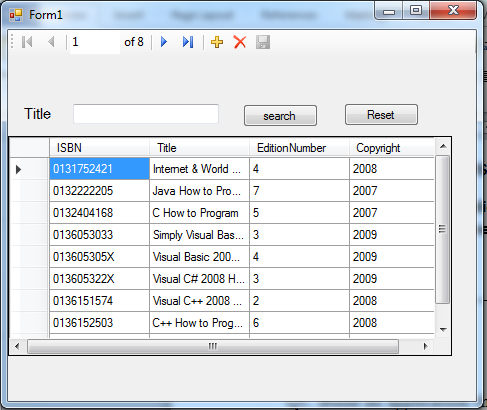 Form1
1 of 8
Title search Reset
ISBN Title EditionNumber Copyright
0131752421 Internet & World ... 4 2008
0132222205 Java How to Pro... 7 2007
0132404168 C How to Program 5 2007
0136053033 Simply Visual Bas... 3 2009
013605305X Visual Basic 200... 4 2009
013605322X Visual C# 2008 H... 3 2009
0136151574 Visual C++ 2008 ... 2 2008
0136152503 C++ How to Prog... 6 2008